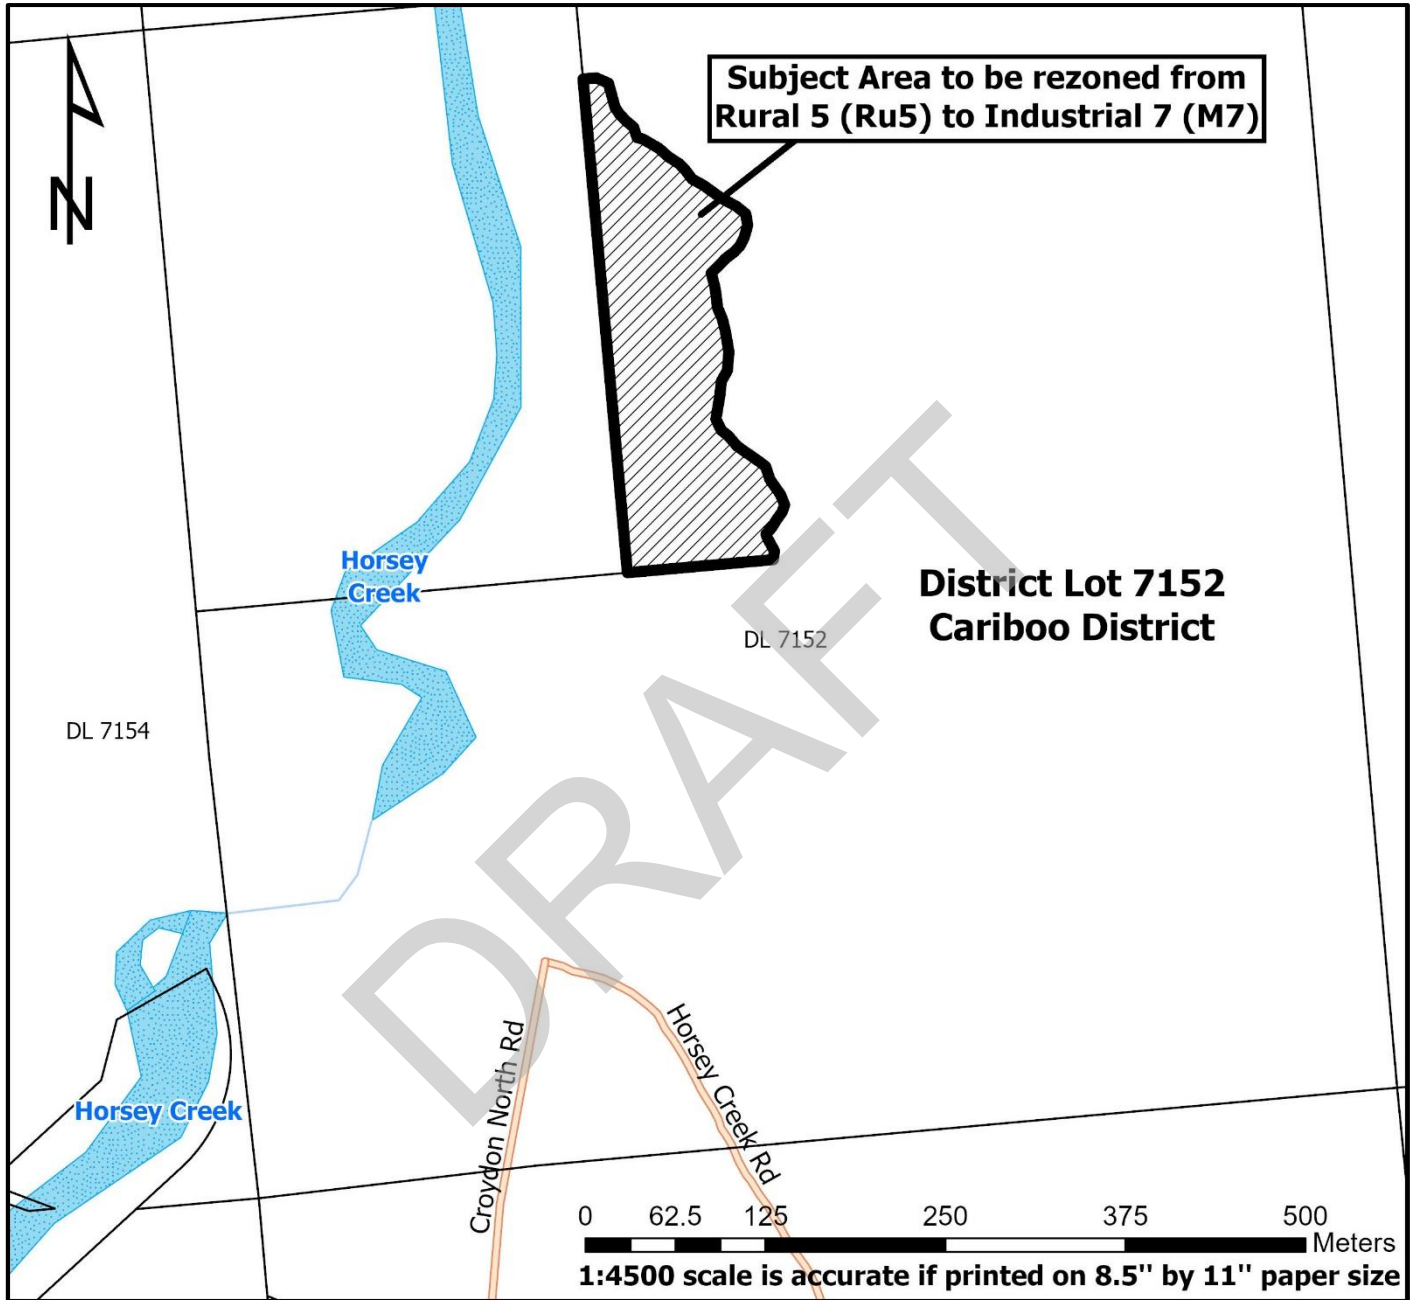 Subject Area to be rezoned from
Rural 5 (Ru5) to Industrial 7 (M7)
N
Horsey
Creek
District Lot 7152
Cariboo District
DL 7152
DL 7154
DRAFT
Horsey Creek
Croydon North Rd
Horsey Creek Rd
0 62.5 125 250 375 500
Meters
1:4500 scale is accurate if printed on 8.5" by 11" paper size